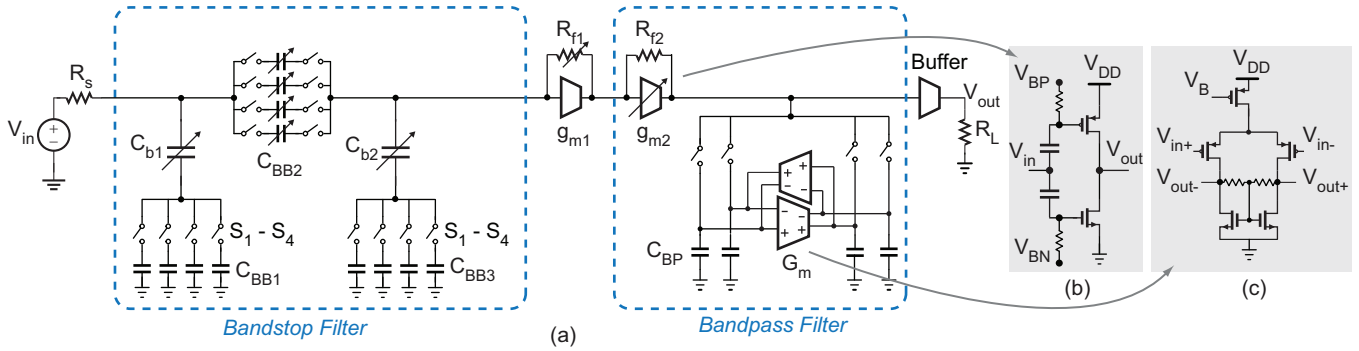 R_s
V_in
C_b1
C_BB2
C_b2
S_1 - S_4
S_1 - S_4
C_BB1
C_BB3
Bandstop Filter
(a)
R_f1
g_m1
R_f2
g_m2
Buffer
V_out
R_L
+ +
- -
- -
+ +
C_BP
G_m
Bandpass Filter
V_BP
V_DD
V_in
V_out
V_BN
(b)
V_DD
V_B
V_in+
V_in-
V_out-
V_out+
(c)